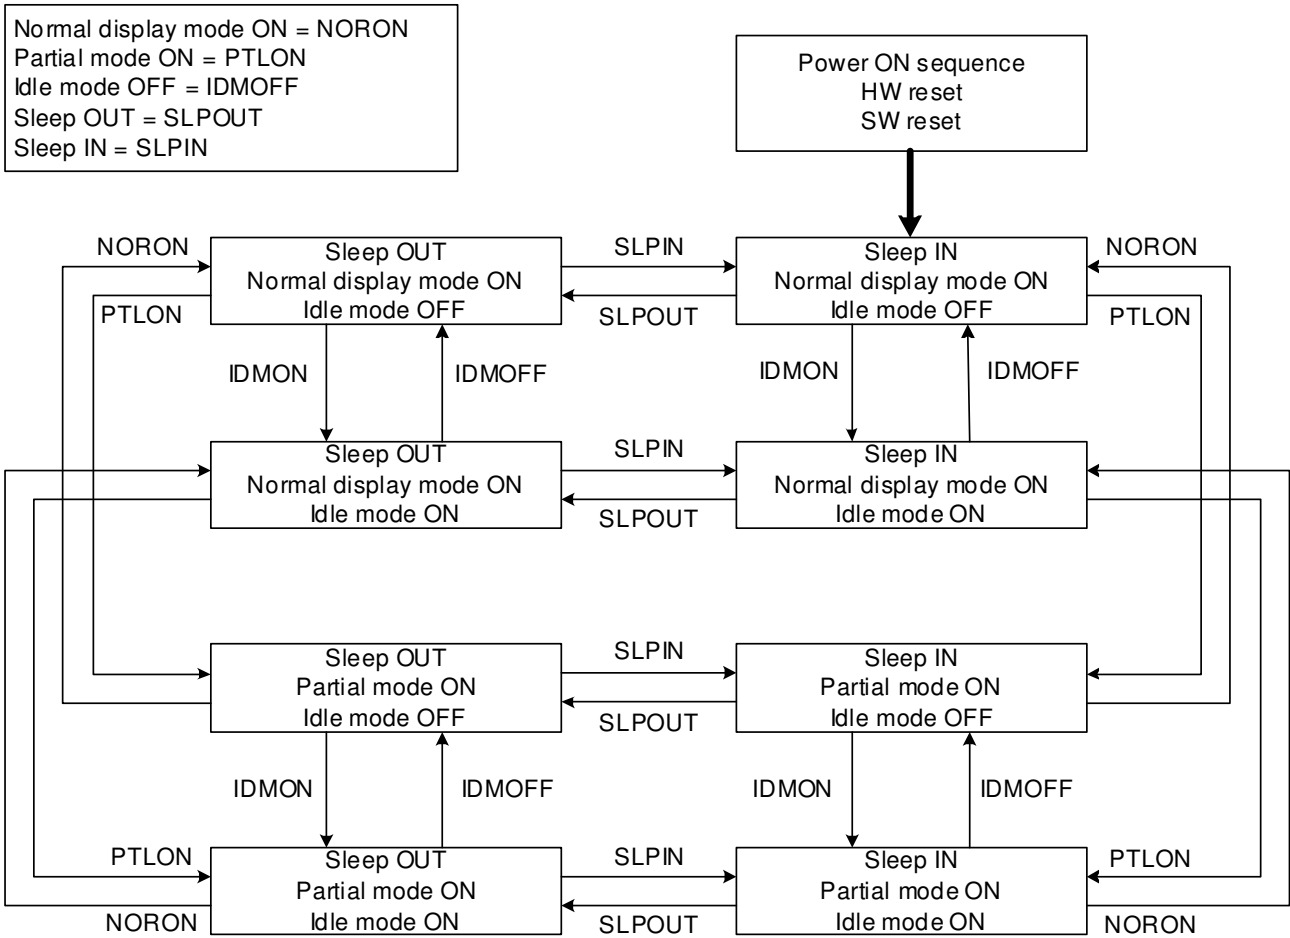 Normal display mode ON = NORON
Partial mode ON = PTLON
Idle mode OFF = IDMOFF
Sleep OUT = SLPOUT
Sleep IN = SLPIN
Power ON sequence
HW reset
SW reset
NORON
Sleep OUT
Normal display mode ON
Idle mode OFF
SLPIN
SLPOUT
Sleep IN
Normal display mode ON
Idle mode OFF
NORON
PTLON
PTLON
IDMON
IDMOFF
IDMON
IDMOFF
Sleep OUT
Normal display mode ON
Idle mode ON
SLPIN
SLPOUT
Sleep IN
Normal display mode ON
Idle mode ON
Sleep OUT
Partial mode ON
Idle mode OFF
SLPIN
SLPOUT
Sleep IN
Partial mode ON
Idle mode OFF
IDMON
IDMOFF
IDMON
IDMOFF
PTLON
NORON
Sleep OUT
Partial mode ON
Idle mode ON
SLPIN
SLPOUT
Sleep IN
Partial mode ON
Idle mode ON
PTLON
NORON